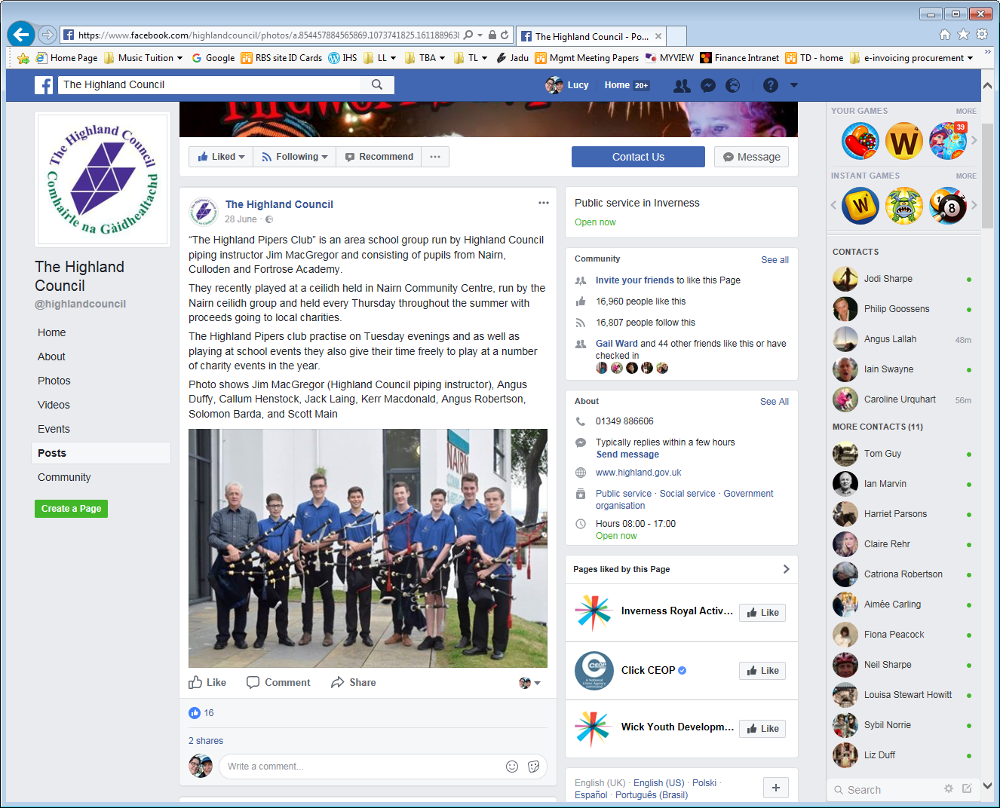 https://www.facebook.com/highlandcouncil/photos/a.854457884565869.1073741825.1611889638
The Highland Council - Po...
Home Page
Music Tuition
Google
RBS site ID Cards
IHS
LL
TBA
TL
Jadu
Mgmt Meeting Papers
MYVIEW
Finance Intranet
TD - home
e-invoicing procurement
The Highland Council
Lucy
Home 20+
The Highland Council
Comhairle na Gàidhealtachd
The Highland
Council
@highlandcouncil
Home
About
Photos
Videos
Events
Posts
Community
Create a Page
Liked
Following
Recommend
Contact Us
Message
The Highland Council
28 June ·
“The Highland Pipers Club” is an area school group run by Highland Council
piping instructor Jim MacGregor and consisting of pupils from Nairn,
Culloden and Fortrose Academy.
They recently played at a ceilidh held in Nairn Community Centre, run by the
Nairn ceilidh group and held every Thursday throughout the summer with
proceeds going to local charities.
The Highland Pipers club practise on Tuesday evenings and as well as
playing at school events they also give their time freely to play at a number
of charity events in the year.
Photo shows Jim MacGregor (Highland Council piping instructor), Angus
Duffy, Callum Henstock, Jack Laing, Kerr Macdonald, Angus Robertson,
Solomon Barda, and Scott Main
NAIRN
Like
Comment
Share
16
2 shares
Write a comment...
Public service in Inverness
Open now
Community
See all
Invite your friends to like this Page
16,960 people like this
16,807 people follow this
Gail Ward and 44 other friends like this or have
checked in
About
See All
01349 886606
Typically replies within a few hours
Send message
www.highland.gov.uk
Public service · Social service · Government
organisation
Hours 08:00 - 17:00
Open now
Pages liked by this Page
Inverness Royal Activ...
Like
CEOP
Click CEOP
Like
Wick Youth Developm...
Like
English (UK) · English (US) · Polski ·
Español · Português (Brasil)
YOUR GAMES
MORE
W
39
INSTANT GAMES
MORE
W
8
CONTACTS
Jodi Sharpe
Philip Goossens
Angus Lallah
48m
Iain Swayne
Caroline Urquhart
56m
MORE CONTACTS (11)
Tom Guy
Ian Marvin
Harriet Parsons
Claire Rehr
Catriona Robertson
Aimée Carling
Fiona Peacock
Neil Sharpe
Louisa Stewart Howitt
Sybil Norrie
Liz Duff
Search